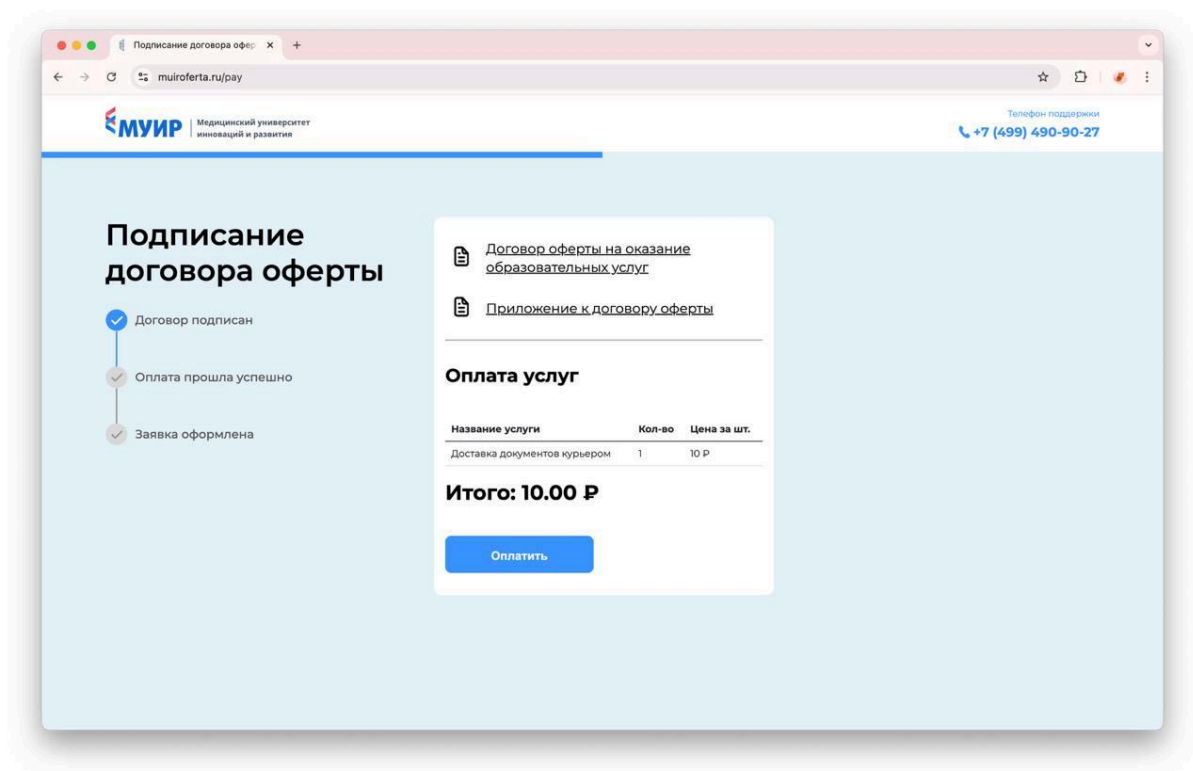 Подписание договора офер
muiroferta.ru/pay
МУИР
Медицинский университет
инноваций и развития
Телефон поддержки
+7 (499) 490-90-27
Подписание
договора оферты
Договор подписан
Оплата прошла успешно
Заявка оформлена
Договор оферты на оказание
образовательных услуг
Приложение к договору оферты
Оплата услуг
Название услуги Кол-во Цена за шт.
Доставка документов курьером 1 10 ₽
Итого: 10.00 ₽
Оплатить